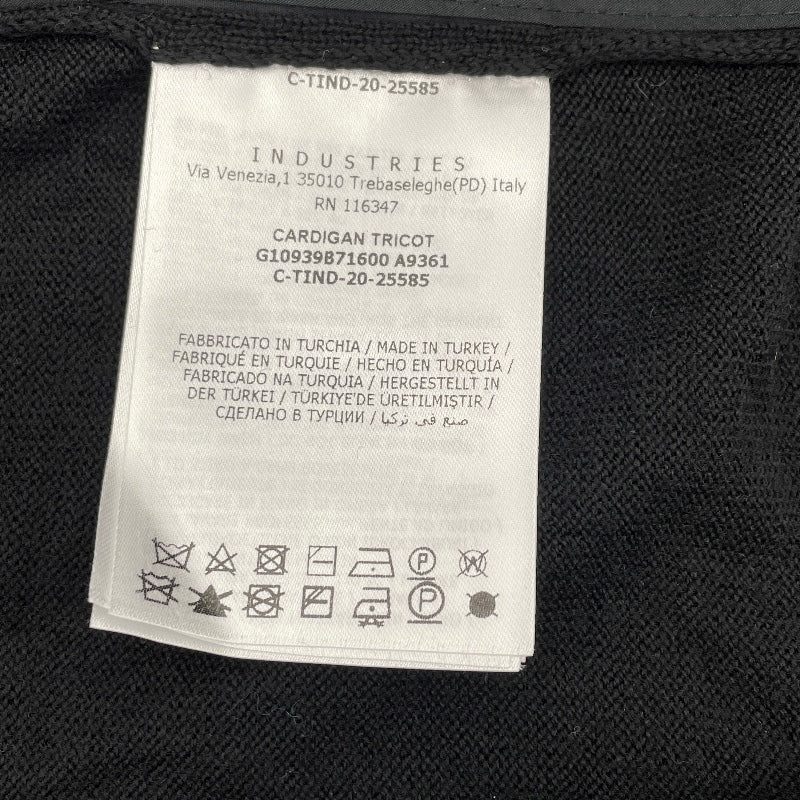 C-TIND-20-25585
INDUSTRIES
Via Venezia,1 35010 Trebaseleghe(PD) Italy
RN 116347
CARDIGAN TRICOT
G10939B71600 A9361
C-TIND-20-25585
FABBRICATO IN TURCHIA / MADE IN TURKEY /
FABRIQUÉ EN TURQUIE / HECHO EN TURQUÍA /
FABRICADO NA TURQUIA / HERGESTELLT IN
DER TÜRKEI / TÜRKIYE'DE ÜRETILMIŞTIR /
СДЕЛАНО В ТУРЦИИ / صنع في تركيا
P W
P